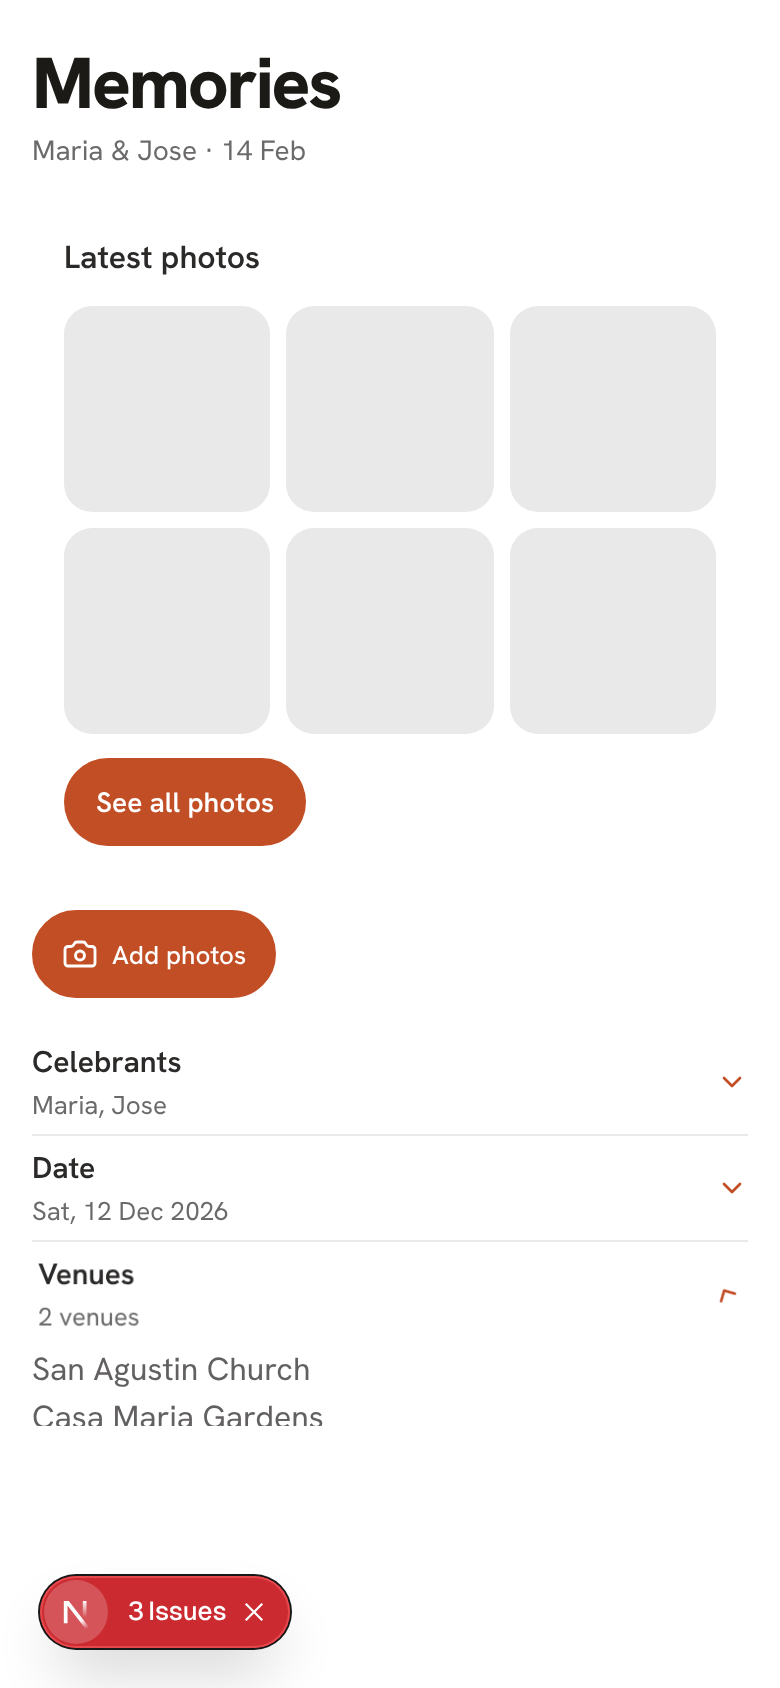 Memories
Maria & Jose · 14 Feb
Latest photos
See all photos
Add photos
Celebrants
Maria, Jose
Date
Sat, 12 Dec 2026
Venues
2 venues
San Agustin Church
Casa Maria Gardens
N 3 Issues